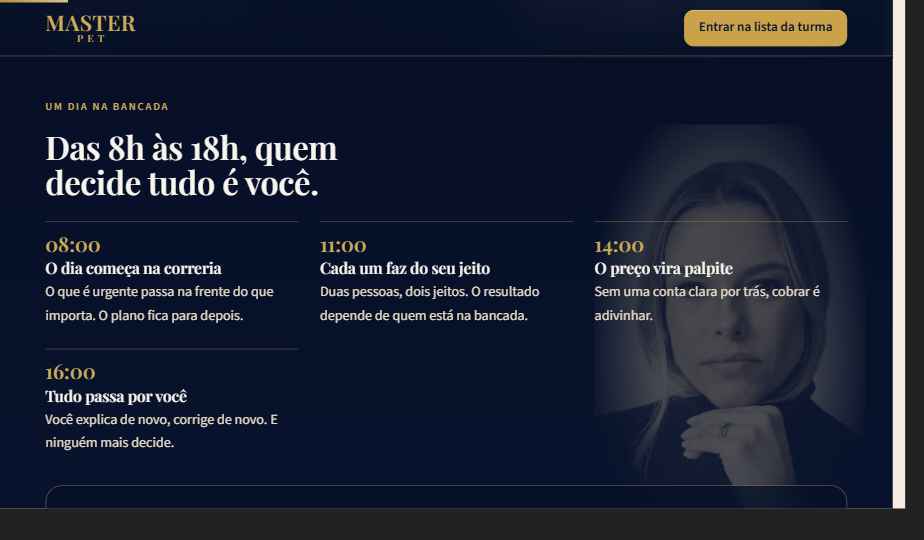 MASTER
PET
Entrar na lista da turma
UM DIA NA BANCADA
Das 8h às 18h, quem
decide tudo é você.
08:00
O dia começa na correria
O que é urgente passa na frente do que
importa. O plano fica para depois.
11:00
Cada um faz do seu jeito
Duas pessoas, dois jeitos. O resultado
depende de quem está na bancada.
14:00
O preço vira palpite
Sem uma conta clara por trás, cobrar é
adivinhar.
16:00
Tudo passa por você
Você explica de novo, corrige de novo. E
ninguém mais decide.